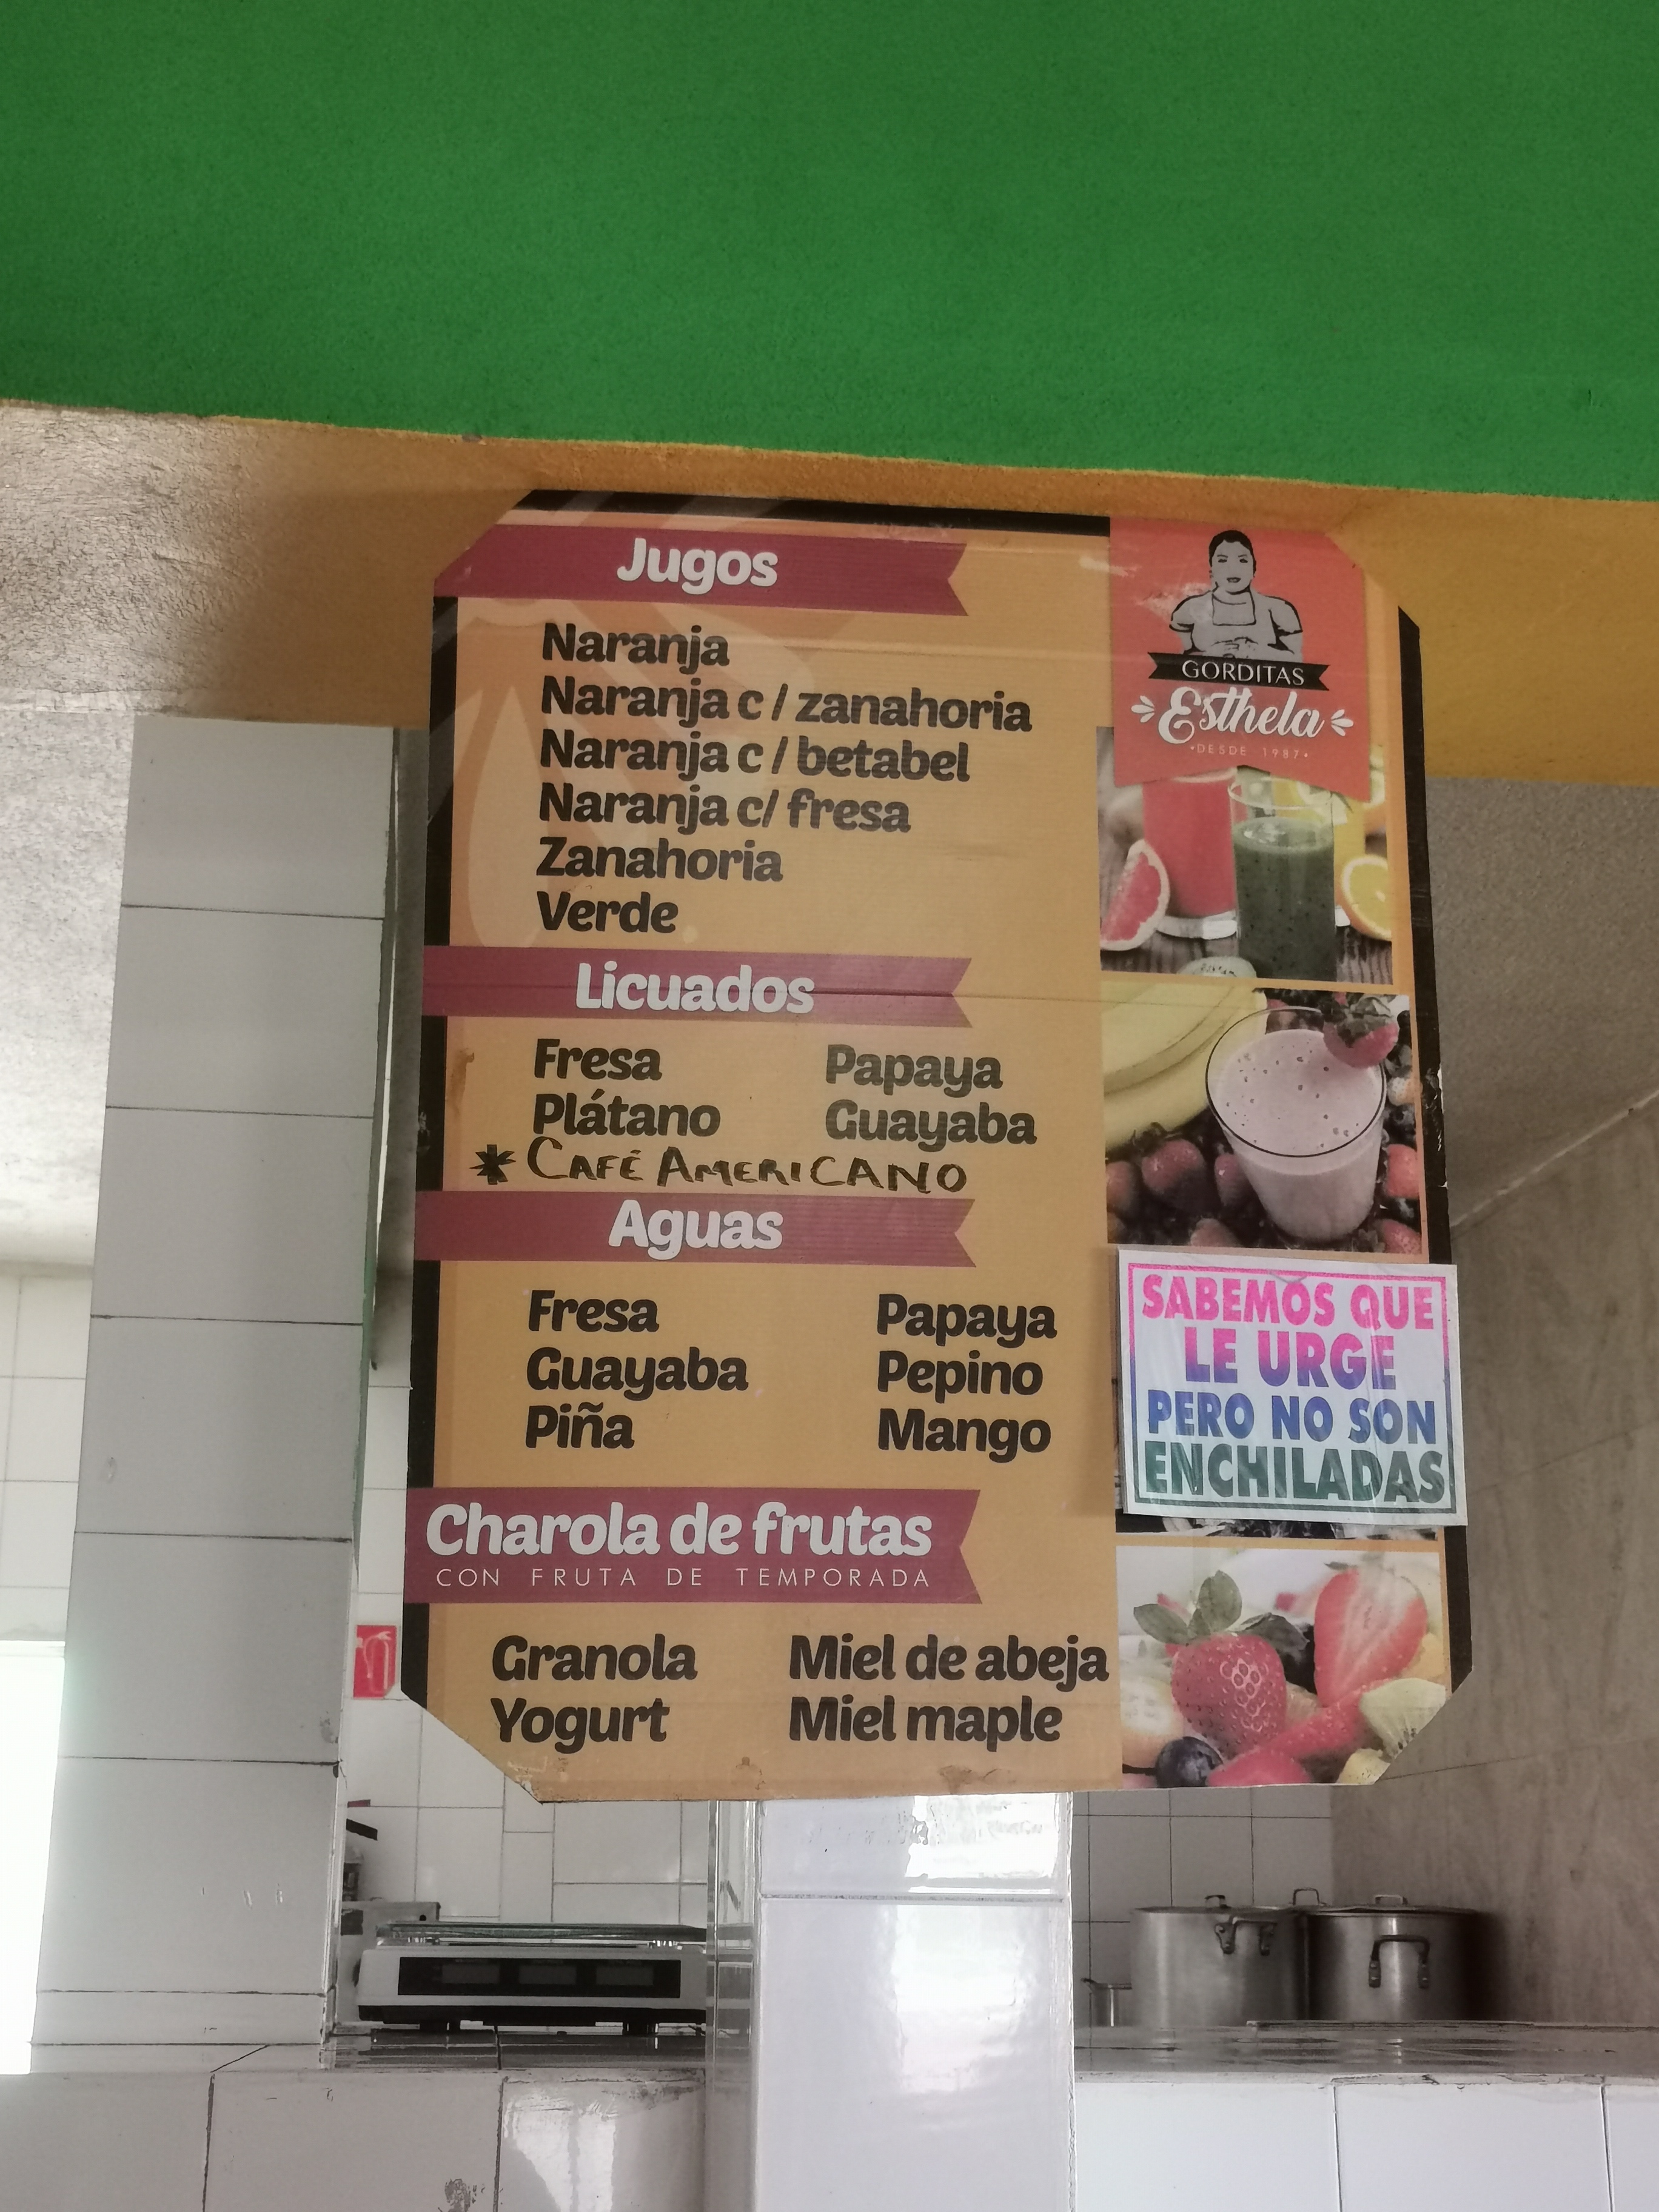 Jugos
Naranja
Naranja c / zanahoria
Naranja c / betabel
Naranja c/ fresa
Zanahoria
Verde
GORDITAS
Esthela
•DESDE 1987•
Licuados
Fresa Papaya
Plátano Guayaba
* CAFÉ AMERICANO
Aguas
Fresa Papaya
Guayaba Pepino
Piña Mango
SABEMOS QUE
LE URGE
PERO NO SON
ENCHILADAS
Charola de frutas
CON FRUTA DE TEMPORADA
Granola Miel de abeja
Yogurt Miel maple